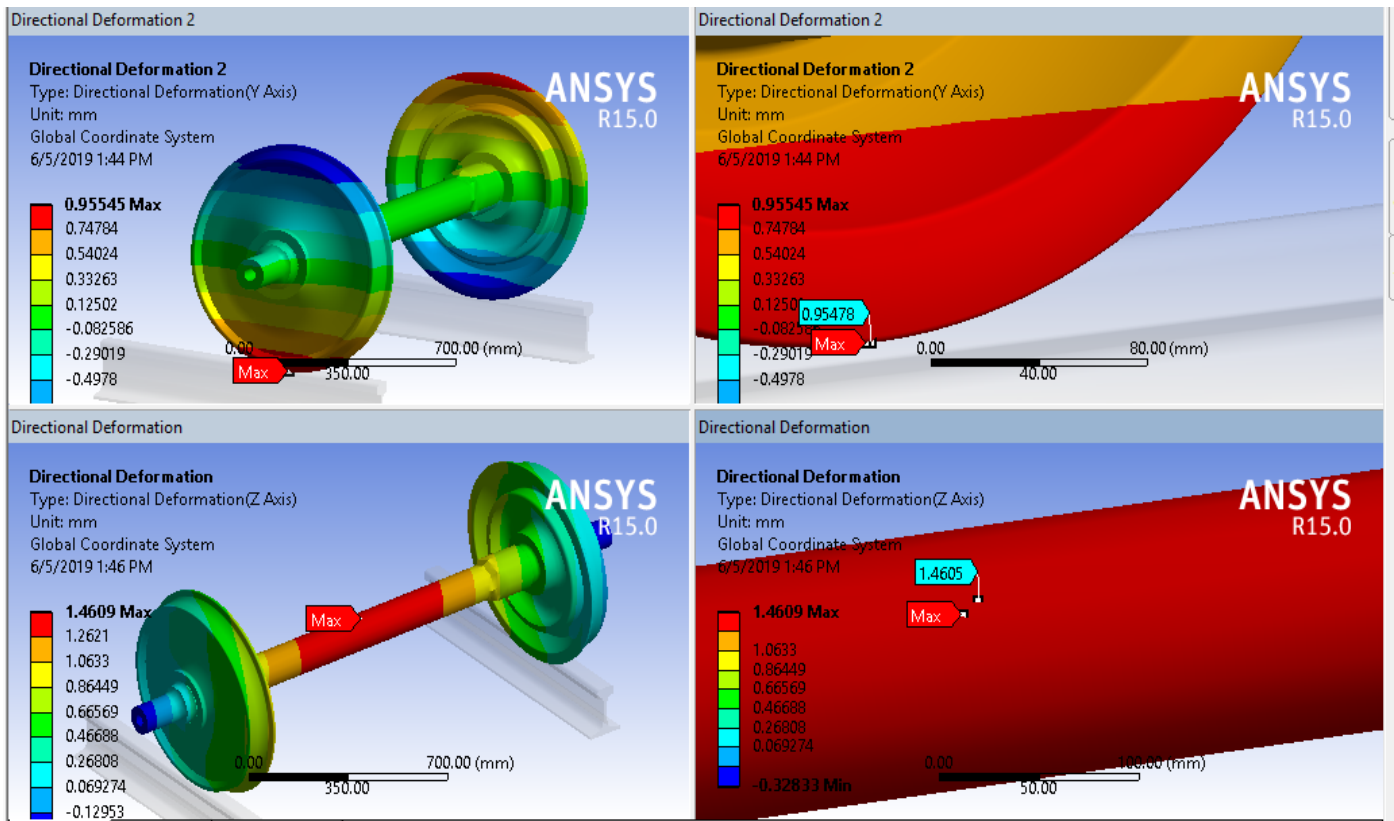 Directional Deformation 2
Directional Deformation 2
Type: Directional Deformation(Y Axis)
Unit: mm
Global Coordinate System
6/5/2019 1:44 PM
ANSYS
R15.0
0.95545 Max
0.74784
0.54024
0.33263
0.12502
-0.082586
-0.29019
-0.4978
Max
0.00
350.00
700.00 (mm)
Directional Deformation 2
Directional Deformation 2
Type: Directional Deformation(Y Axis)
Unit: mm
Global Coordinate System
6/5/2019 1:44 PM
ANSYS
R15.0
0.95545 Max
0.74784
0.54024
0.33263
-0.29019
-0.4978
0.95478
Max
0.00
40.00
80.00 (mm)
Directional Deformation
Directional Deformation
Type: Directional Deformation(Z Axis)
Unit: mm
Global Coordinate System
6/5/2019 1:46 PM
ANSYS
R15.0
1.4609 Max
1.2621
1.0633
0.86449
0.66569
0.46688
0.26808
0.069274
-0.12953
Max
0.00
350.00
700.00 (mm)
Directional Deformation
Directional Deformation
Type: Directional Deformation(Z Axis)
Unit: mm
Global Coordinate System
6/5/2019 1:46 PM
ANSYS
R15.0
1.4609 Max
1.0633
0.86449
0.66569
0.46688
0.26808
0.069274
-0.32833 Min
1.4605
Max
0.00
50.00
100.00 (mm)